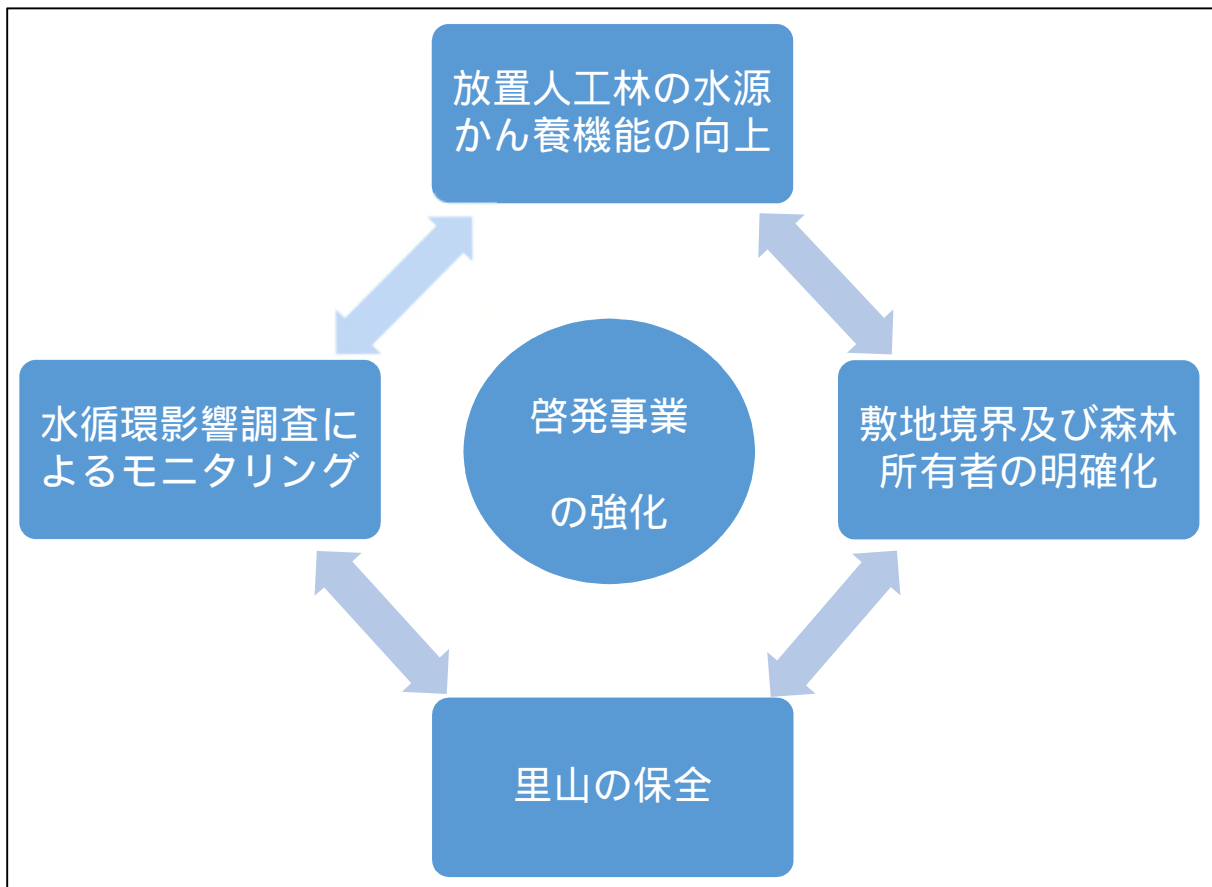 放置人工林の水源
かん養機能の向上
水循環影響調査に
よるモニタリング
啓発事業
の強化
敷地境界及び森林
所有者の明確化
里山の保全